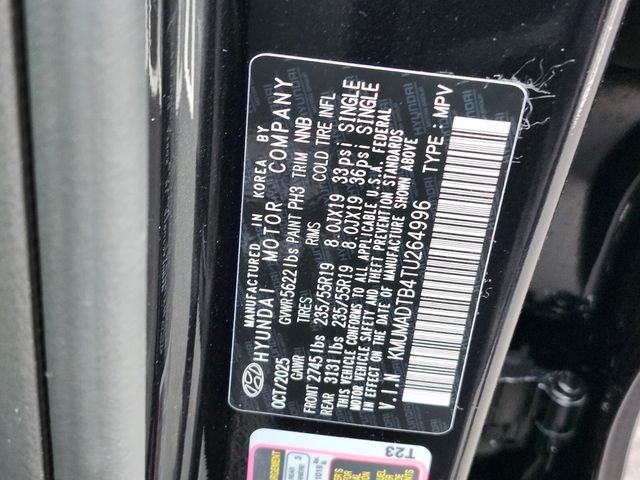 MANUFACTURED IN KOREA BY
HYUNDAI MOTOR COMPANY
OCT/2025 GVWR5622lbs PAINT PH3 TRIM NNB
GAWR TIRES RIMS COLD TIRE INFL
FRONT 2745 lbs 235/55R19 8.0JX19 33psi SINGLE
REAR 3131 lbs 235/55R19 8.0JX19 36psi SINGLE
THIS VEHICLE CONFORMS TO ALL APPLICABLE U.S.A. FEDERAL
MOTOR VEHICLE SAFETY AND THEFT PREVENTION STANDARDS
IN EFFECT ON THE DATE OF MANUFACTURE SHOWN ABOVE
V.I.N KMUMADTB4TU264996 TYPE : MPV
T23